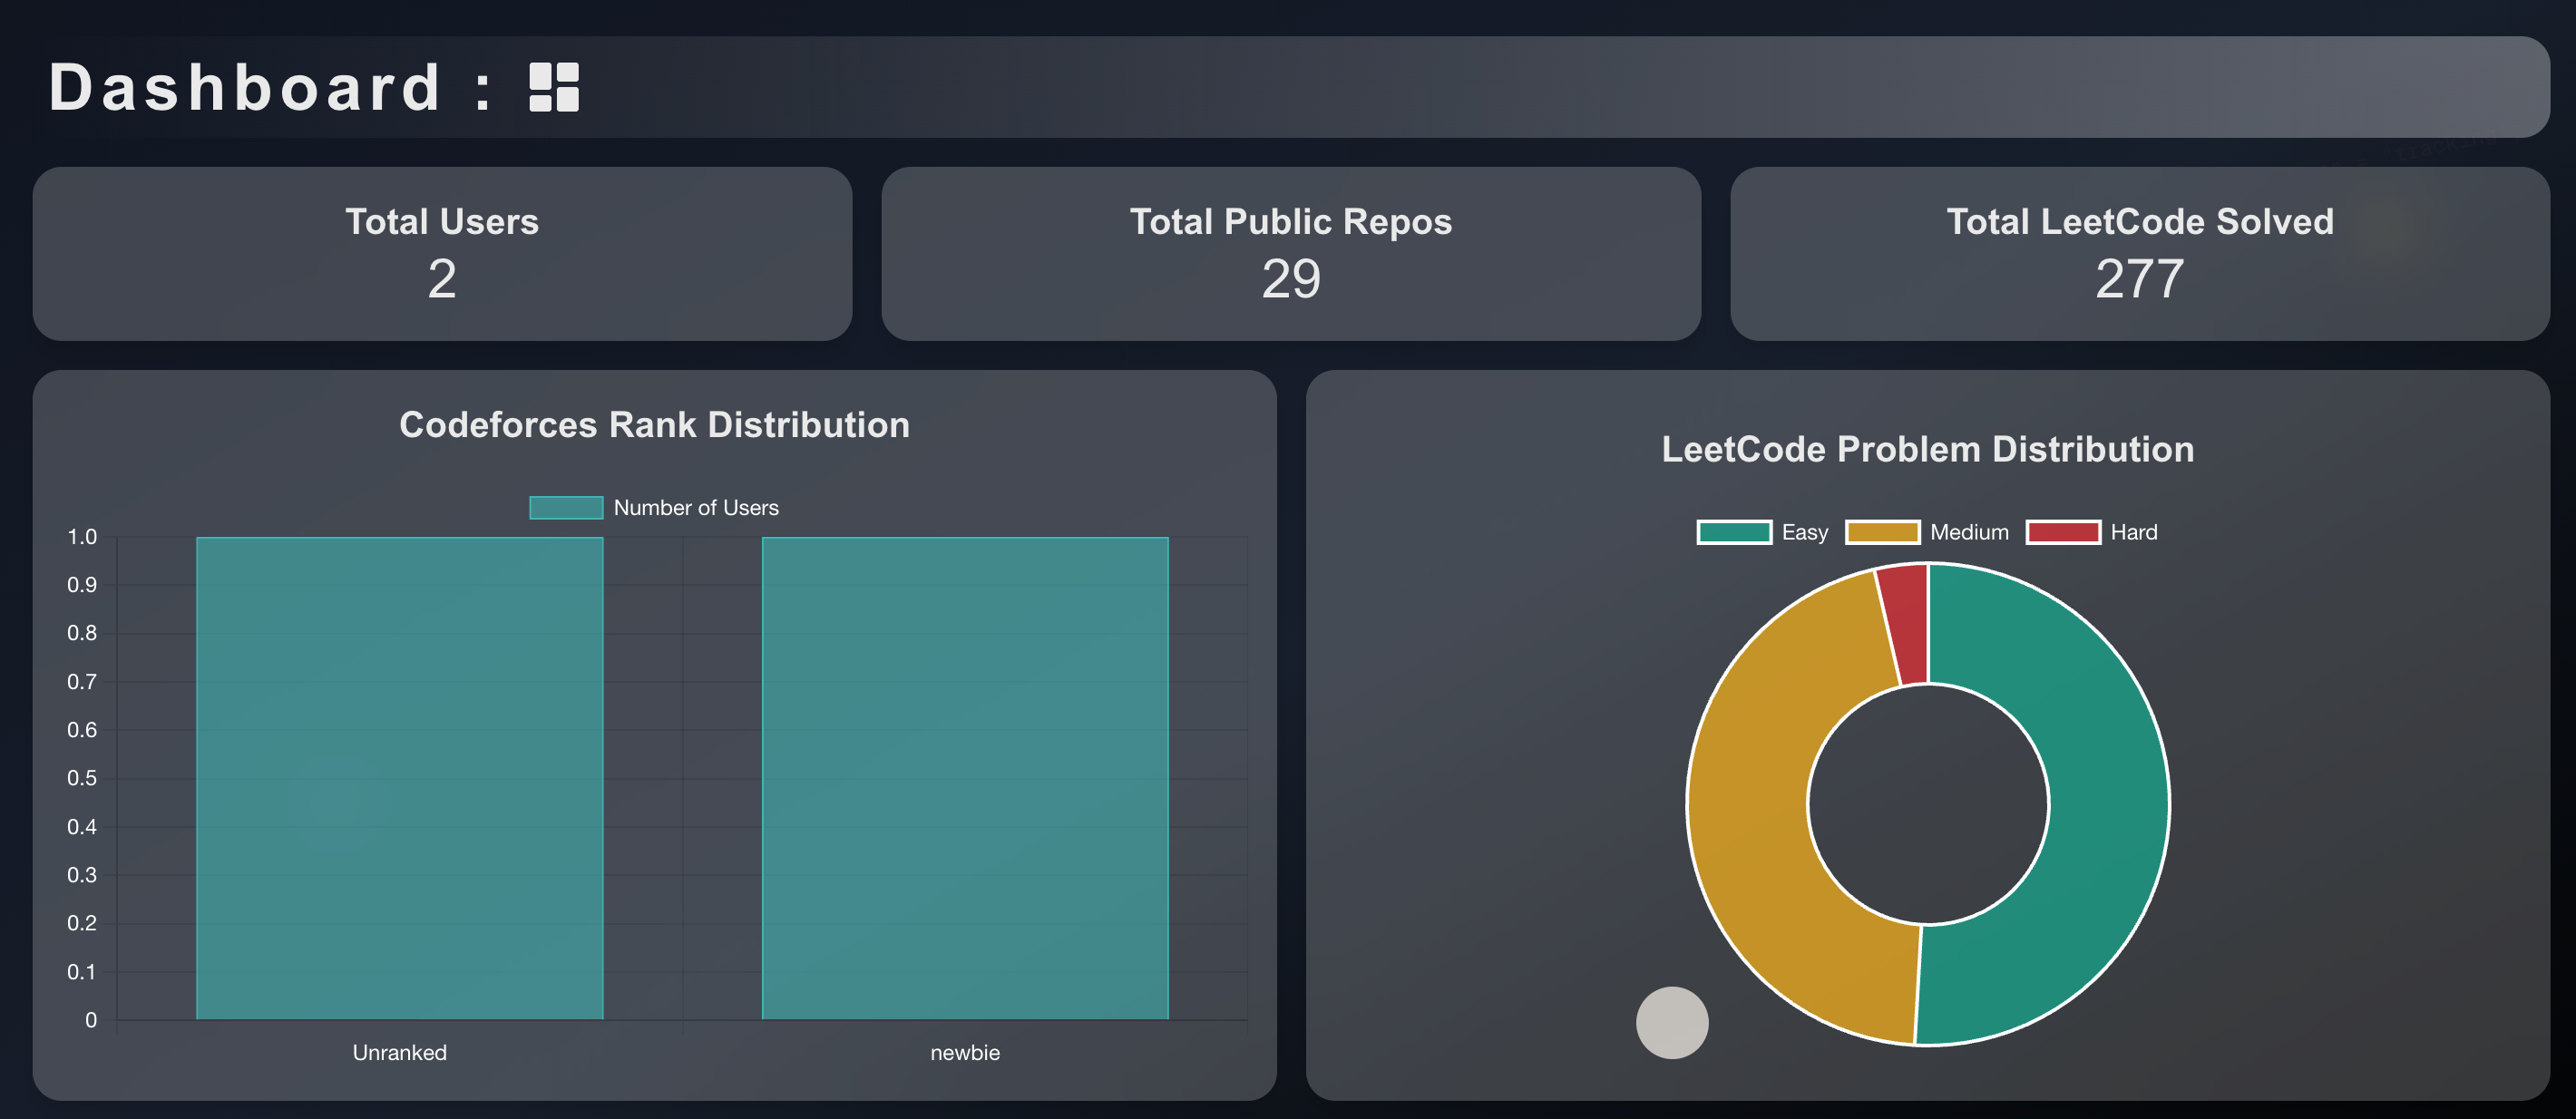 Dashboard :
Total Users
2
Total Public Repos
29
Total LeetCode Solved
277
Codeforces Rank Distribution
Number of Users
1.0
0.9
0.8
0.7
0.6
0.5
0.4
0.3
0.2
0.1
0
Unranked newbie
LeetCode Problem Distribution
Easy Medium Hard